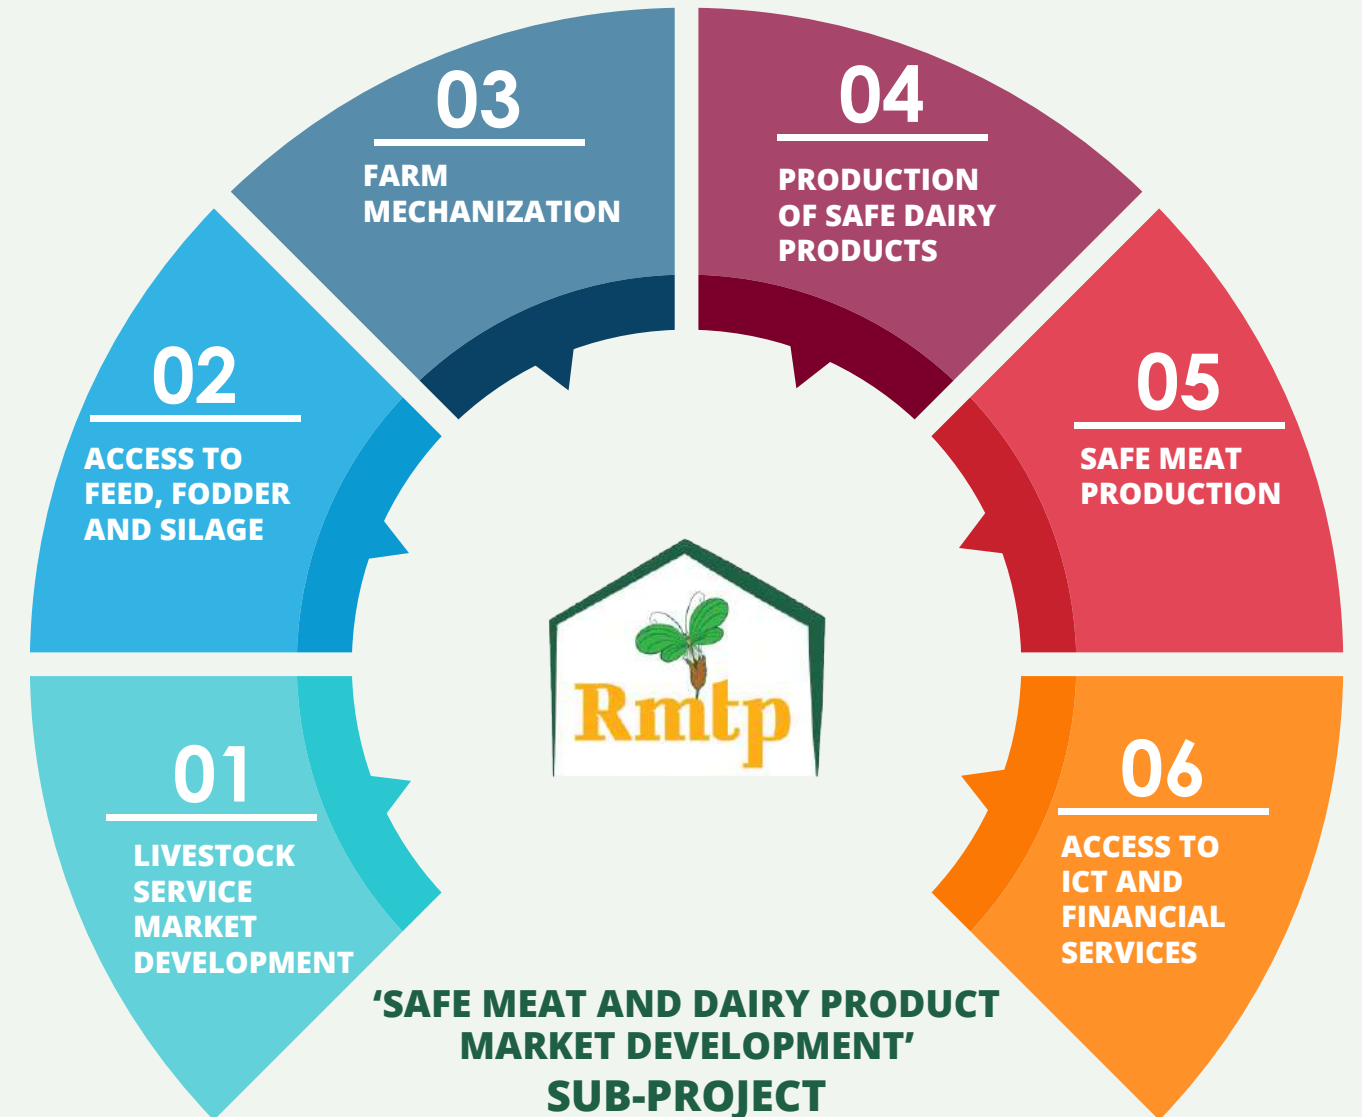 01
LIVESTOCK
SERVICE
MARKET
DEVELOPMENT
02
ACCESS TO
FEED, FODDER
AND SILAGE
03
FARM
MECHANIZATION
04
PRODUCTION
OF SAFE DAIRY
PRODUCTS
05
SAFE MEAT
PRODUCTION
06
ACCESS TO
ICT AND
FINANCIAL
SERVICES
Rmtp
‘SAFE MEAT AND DAIRY PRODUCT
MARKET DEVELOPMENT’
SUB-PROJECT